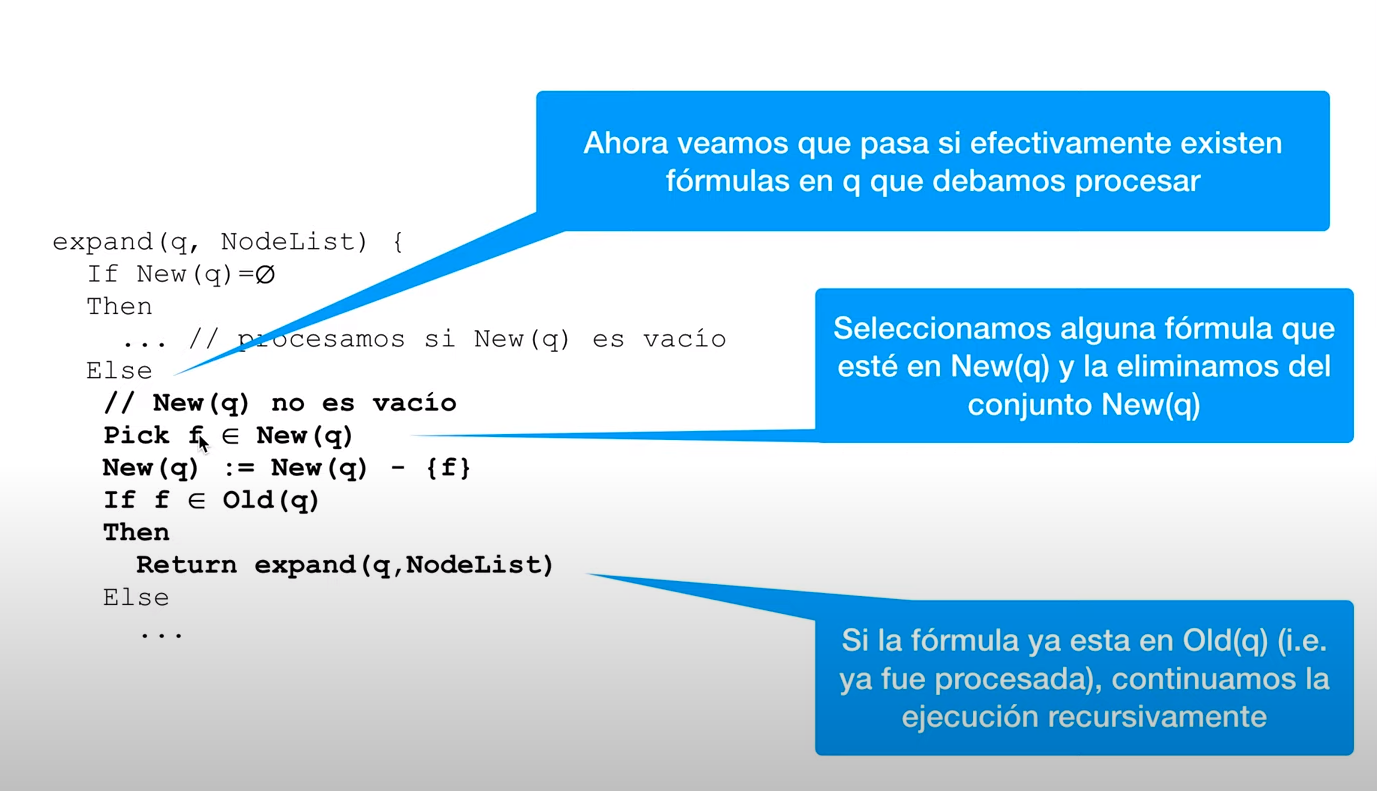 Ahora veamos que pasa si efectivamente existen
fórmulas en q que debamos procesar
expand(q, NodeList) {
If New(q)=∅
Then
... // procesamos si New(q) es vacío
Else
// New(q) no es vacío
Pick f ∈ New(q)
New(q) := New(q) - {f}
If f ∈ Old(q)
Then
Return expand(q,NodeList)
Else
...
Seleccionamos alguna fórmula que
esté en New(q) y la eliminamos del
conjunto New(q)
Si la fórmula ya esta en Old(q) (i.e.
ya fue procesada), continuamos la
ejecución recursivamente